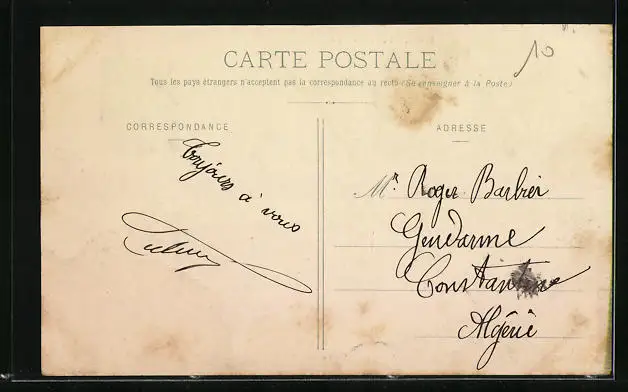 10
CARTE POSTALE
Tous les pays étrangers n'acceptent pas la correspondance au recto (Se renseigner à la Poste)
CORRESPONDANCE
ADRESSE
Toujours à vous
Mr Roger Barbier
Gendarme
Constantine
Algérie